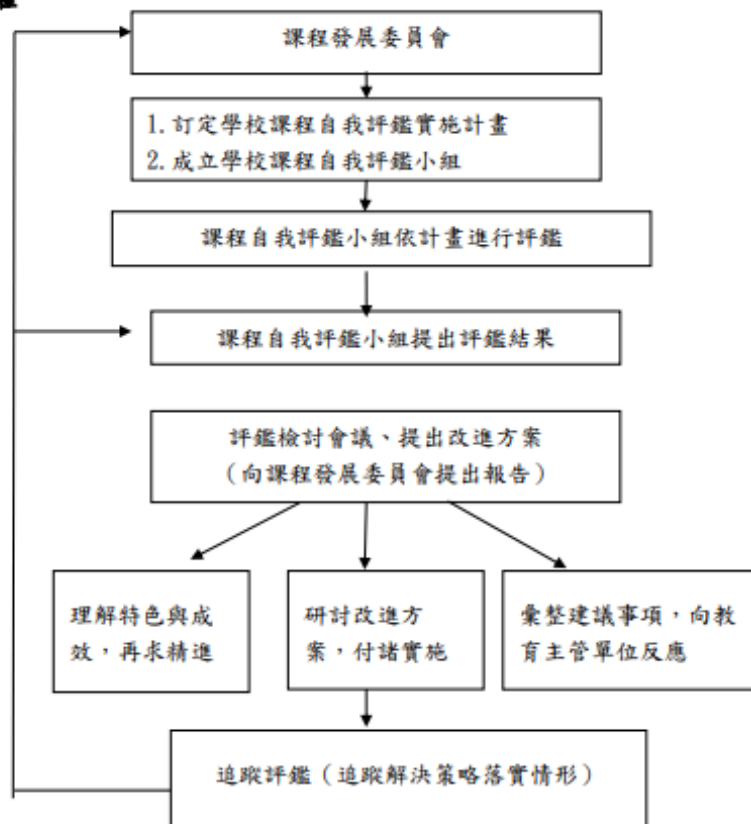 課程發展委員會
1.訂定學校課程自我評鑑實施計畫
2.成立學校課程自我評鑑小組
課程自我評鑑小組依計畫進行評鑑
課程自我評鑑小組提出評鑑結果
評鑑檢討會議、提出改進方案
（向課程發展委員會提出報告）
理解特色與成
效，再求精進
研討改進方
案，付諸實施
彙整建議事項，向教
育主管單位反應
追蹤評鑑（追蹤解決策略落實情形）